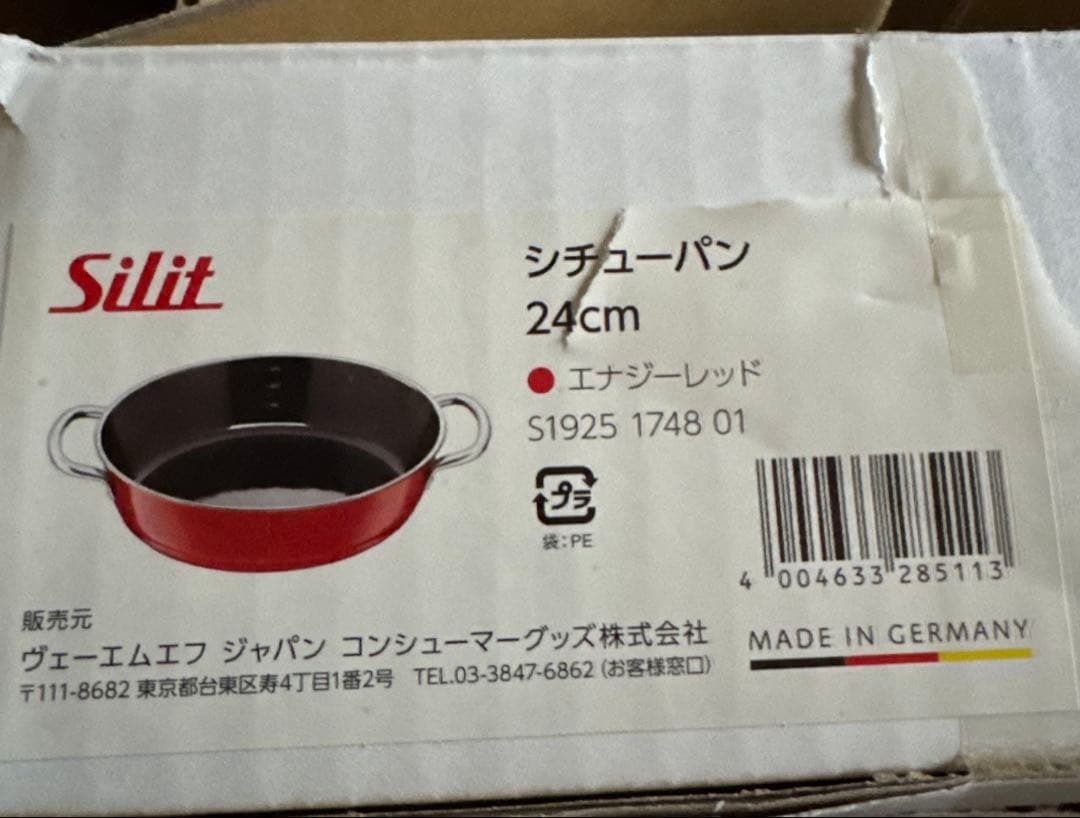 Silit
シチューパン
24cm
エナジーレッド
S1925 1748 01
プラ
袋:PE
4 004633 285113
MADE IN GERMANY
販売元
ヴェーエムエフ ジャパン コンシューマーグッズ株式会社
〒111-8682 東京都台東区寿4丁目1番2号 TEL.03-3847-6862 (お客様窓口)